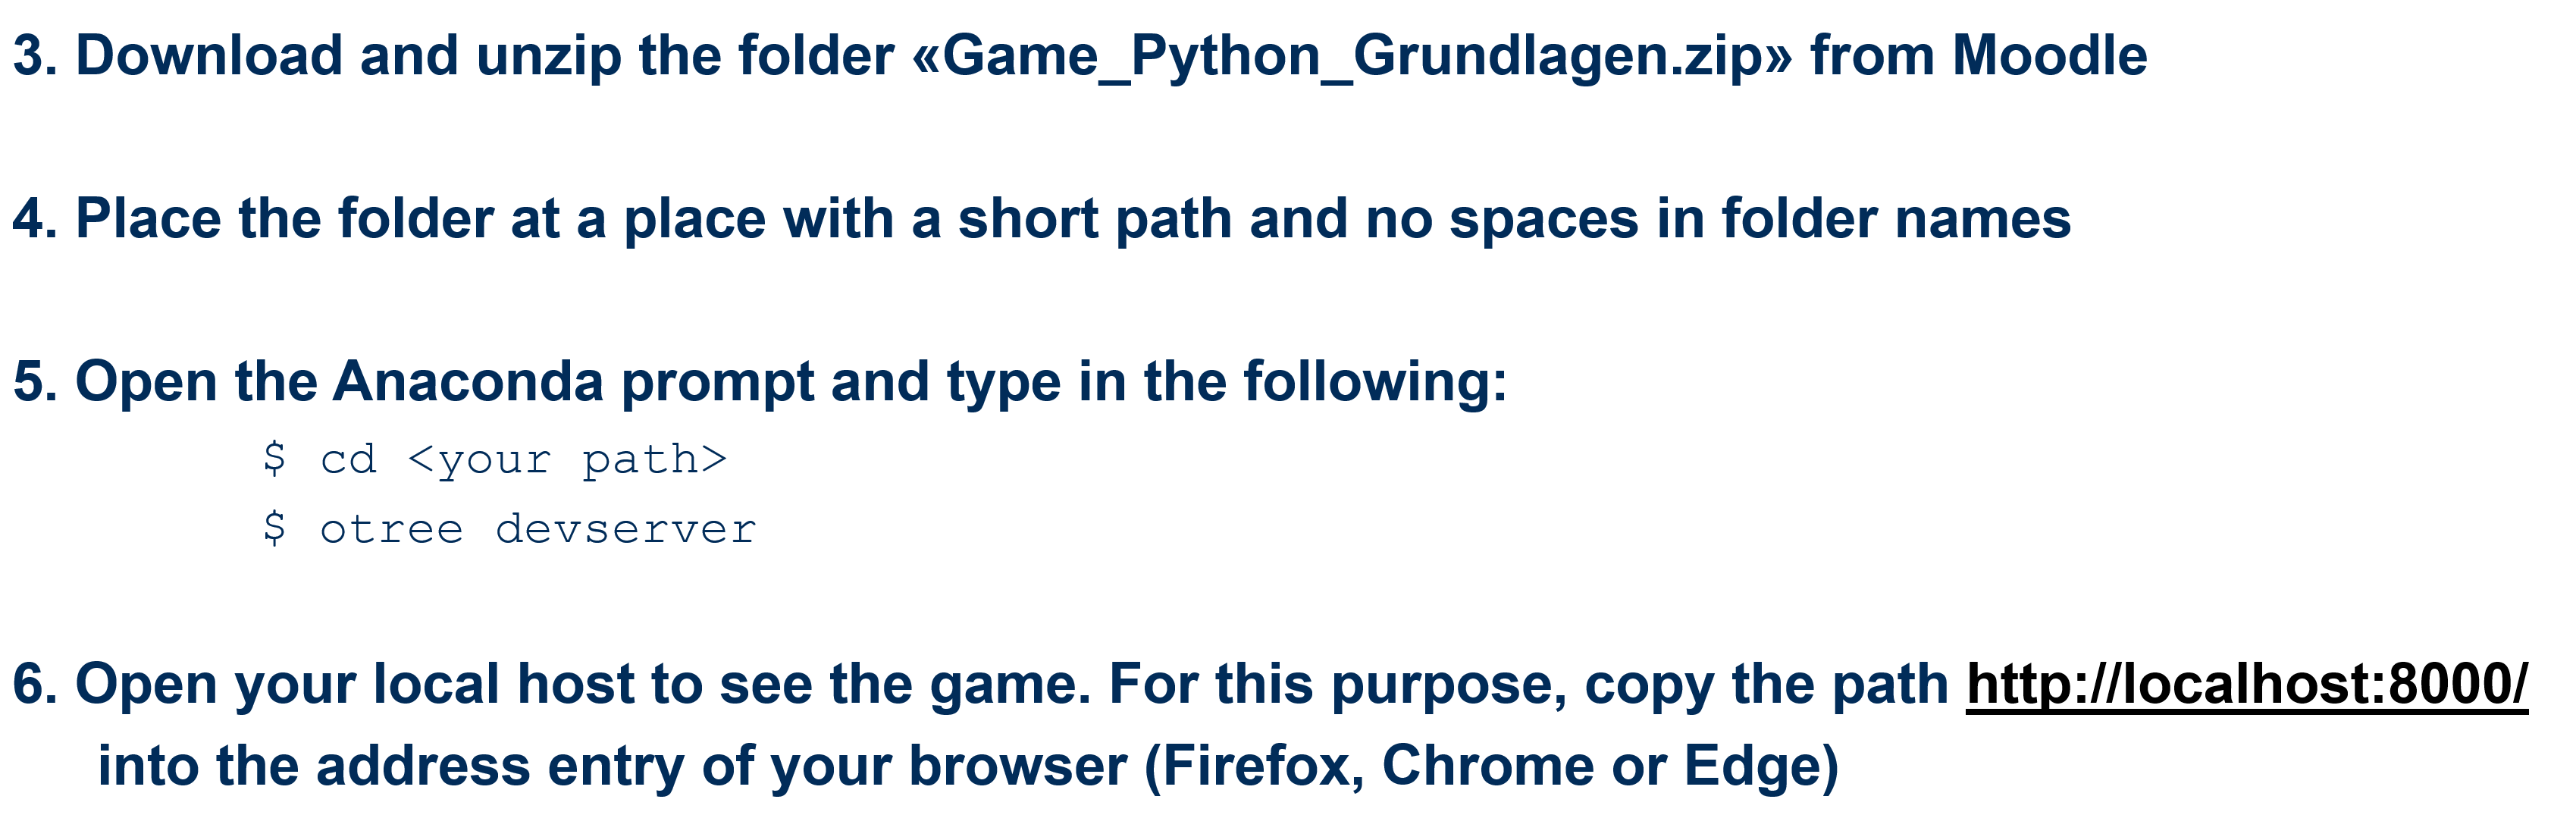 3. Download and unzip the folder «Game_Python_Grundlagen.zip» from Moodle
4. Place the folder at a place with a short path and no spaces in folder names
5. Open the Anaconda prompt and type in the following:
$ cd <your path>
$ otree devserver
6. Open your local host to see the game. For this purpose, copy the path http://localhost:8000/
into the address entry of your browser (Firefox, Chrome or Edge)